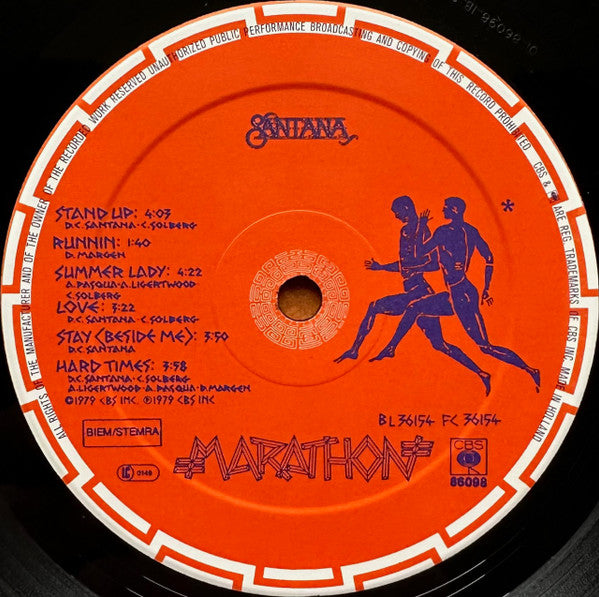 ALL RIGHTS OF THE MANUFACTURER AND OF THE OWNER OF THE RECORDED WORK RESERVED UNAUTHORIZED PUBLIC PERFORMANCE BROADCASTING AND COPYING OF THIS RECORD PROHIBITED CBS & ARE REG. TRADEMARKS OF CBS INC. MADE IN HOLLAND
SANTANA
STAND UP: 4:03
D.C. SANTANA·C. SOLBERG
RUNNIN: 1:40
D. MARGEN
SUMMER LADY: 4:22
A. PASQUA·A. LIGERTWOOD
C. SOLBERG
LOVE: 3:22
D.C. SANTANA·C. SOLBERG
STAY (BESIDE ME): 3:50
D.C. SANTANA
HARD TIMES: 3:58
D.C. SANTANA·C. SOLBERG
A. LIGERTWOOD·A. PASQUA·D. MARGEN
©1979 CBS INC. ℗1979 CBS INC
*
BL 36154 FC 36154
BIEM/STEMRA
LC 0149
MARATHON
CBS
86098